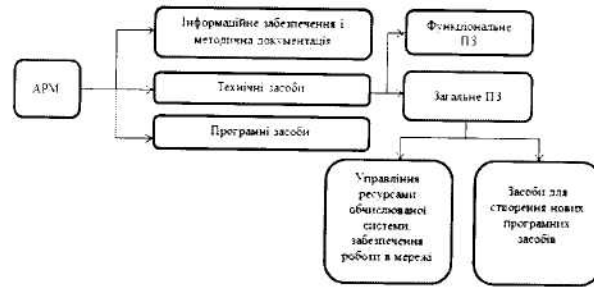 Інформаційне забезпечення і
методична документація
Функціональне
ПЗ
АРМ
Технічні засоби
Загальне ПЗ
Програмні засоби
Управління
ресурсами
обчислюваної
системи,
забезпечення
роботи в мережі
Засоби для
створення нових
програмних
засобів